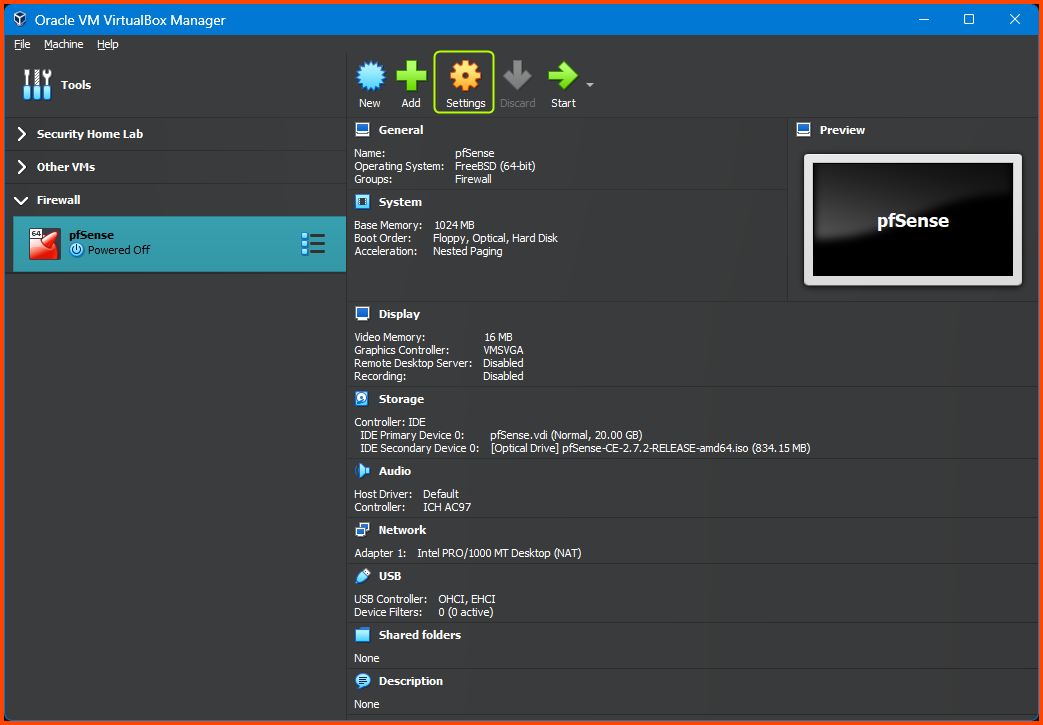 Oracle VM VirtualBox Manager
File Machine Help
Tools
New Add Settings Discard Start
Security Home Lab
Other VMs
Firewall
64
pfSense
Powered Off
General
Name: pfSense
Operating System: FreeBSD (64-bit)
Groups: Firewall
System
Base Memory: 1024 MB
Boot Order: Floppy, Optical, Hard Disk
Acceleration: Nested Paging
Preview
pfSense
Display
Video Memory: 16 MB
Graphics Controller: VMSVGA
Remote Desktop Server: Disabled
Recording: Disabled
Storage
Controller: IDE
IDE Primary Device 0: pfSense.vdi (Normal, 20.00 GB)
IDE Secondary Device 0: [Optical Drive] pfSense-CE-2.7.2-RELEASE-amd64.iso (834.15 MB)
Audio
Host Driver: Default
Controller: ICH AC97
Network
Adapter 1: Intel PRO/1000 MT Desktop (NAT)
USB
USB Controller: OHCI, EHCI
Device Filters: 0 (0 active)
Shared folders
None
Description
None